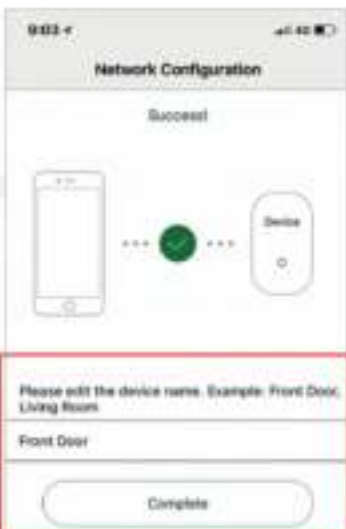 9:03
4G
Network Configuration
Success!
Device
Please edit the device name. Example: Front Door,
Living Room
Front Door
Complete